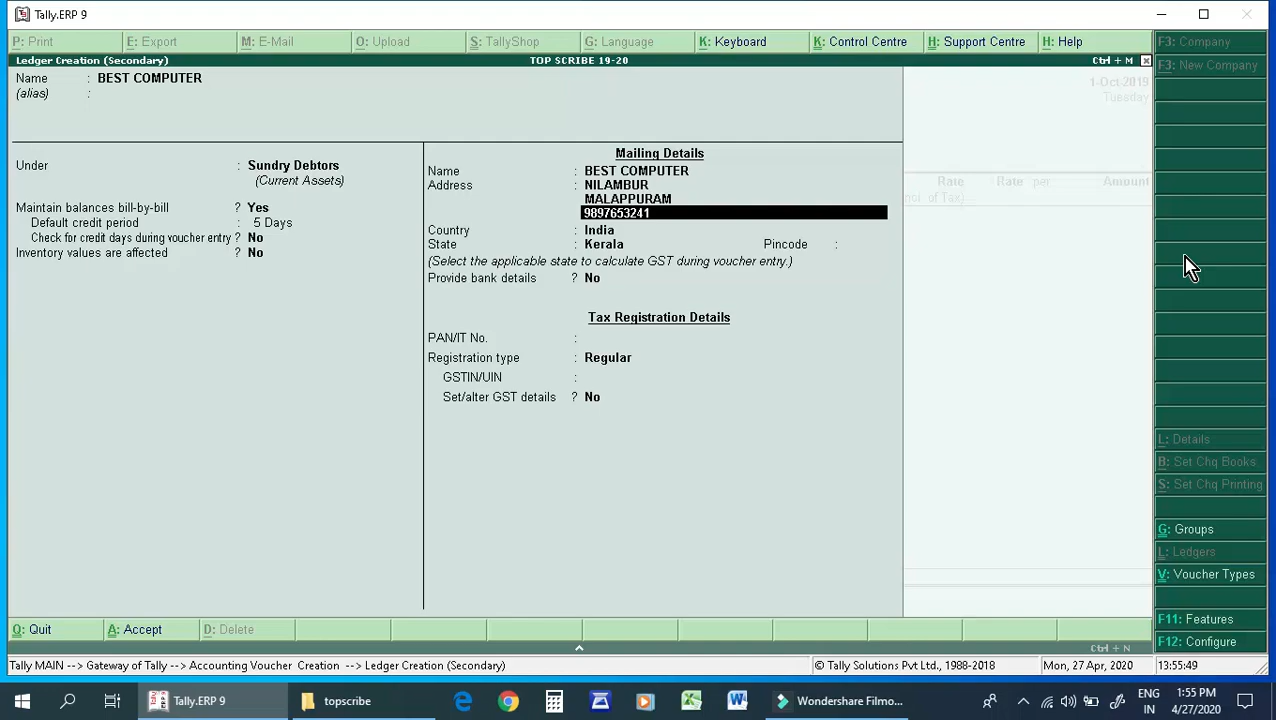 Tally.ERP 9
P: Print E: Export M: E-Mail O: Upload S: TallyShop G: Language K: Keyboard K: Control Centre H: Support Centre H: Help F3: Company
Ledger Creation (Secondary) TOP SCRIBE 19-20 Ctrl + M x
F3: New Company
Name : BEST COMPUTER
1-Oct-2019
(alias) :
Tuesday
Mailing Details
Under : Sundry Debtors
(Current Assets)
Name : BEST COMPUTER
Address : NILAMBUR
MALAPPURAM
9897653241
Rate Rate per Amount
of Tax)
Maintain balances bill-by-bill ? Yes
Default credit period : 5 Days
Check for credit days during voucher entry ? No
Inventory values are affected ? No
Country : India
State : Kerala Pincode :
(Select the applicable state to calculate GST during voucher entry.)
Provide bank details ? No
Tax Registration Details
PAN/IT No. :
Registration type : Regular
GSTIN/UIN :
Set/alter GST details ? No
L: Details
B: Set Chq Books
S: Set Chq Printing
G: Groups
L: Ledgers
V: Voucher Types
F11: Features
F12: Configure
Q: Quit A: Accept D: Delete
Ctrl + N
Tally MAIN --> Gateway of Tally --> Accounting Voucher Creation --> Ledger Creation (Secondary) © Tally Solutions Pvt Ltd., 1988-2018 Mon, 27 Apr, 2020 13:55:49
Tally.ERP 9 topscribe Wondershare Filmo... ENG 1:55 PM
IN 4/27/2020